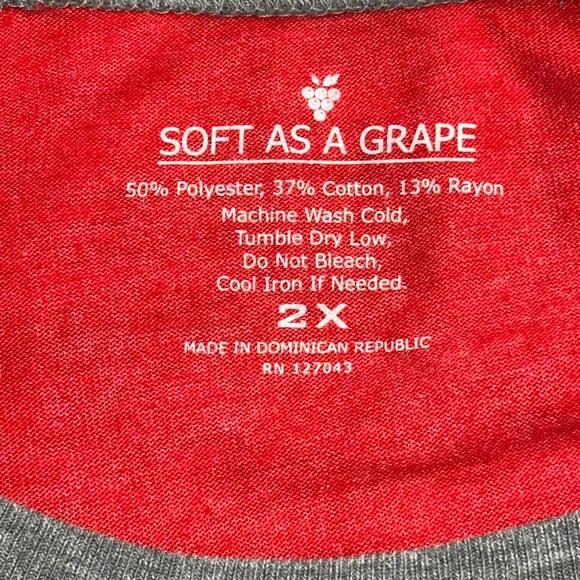 SOFT AS A GRAPE
50% Polyester, 37% Cotton, 13% Rayon
Machine Wash Cold,
Tumble Dry Low,
Do Not Bleach,
Cool Iron If Needed.
2X
MADE IN DOMINICAN REPUBLIC
RN 127043